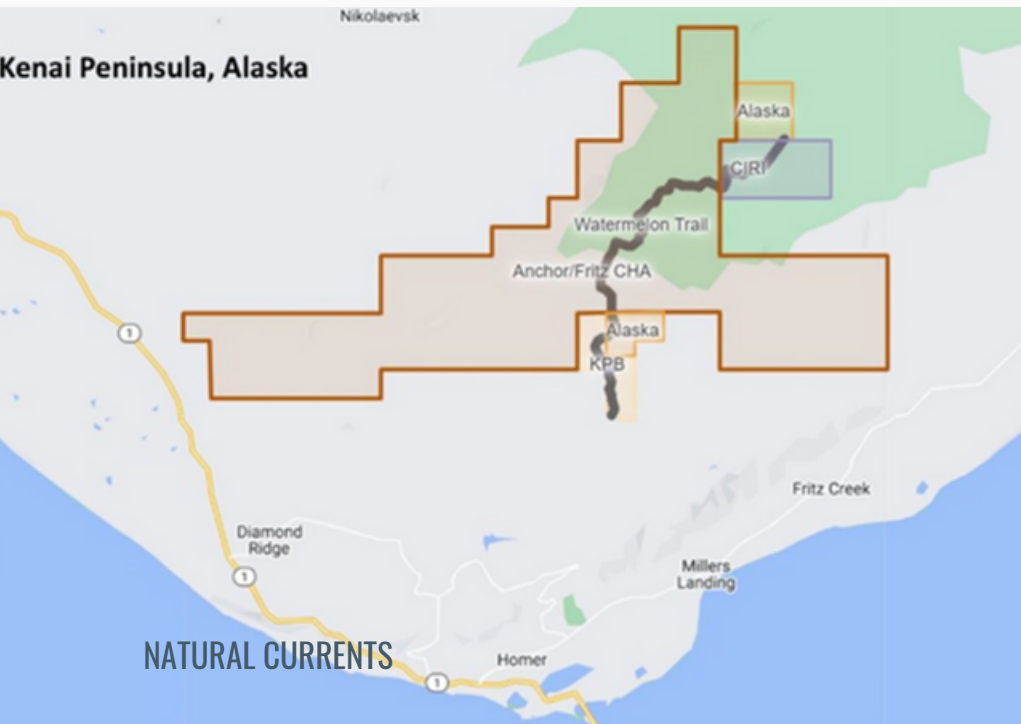 Nikolaevsk
Kenai Peninsula, Alaska
Alaska
CIRI
Watermelon Trail
Anchor/Fritz CHA
Alaska
1
KPB
Fritz Creek
Diamond
Ridge
Millers
Landing
1
NATURAL CURRENTS
Homer
1